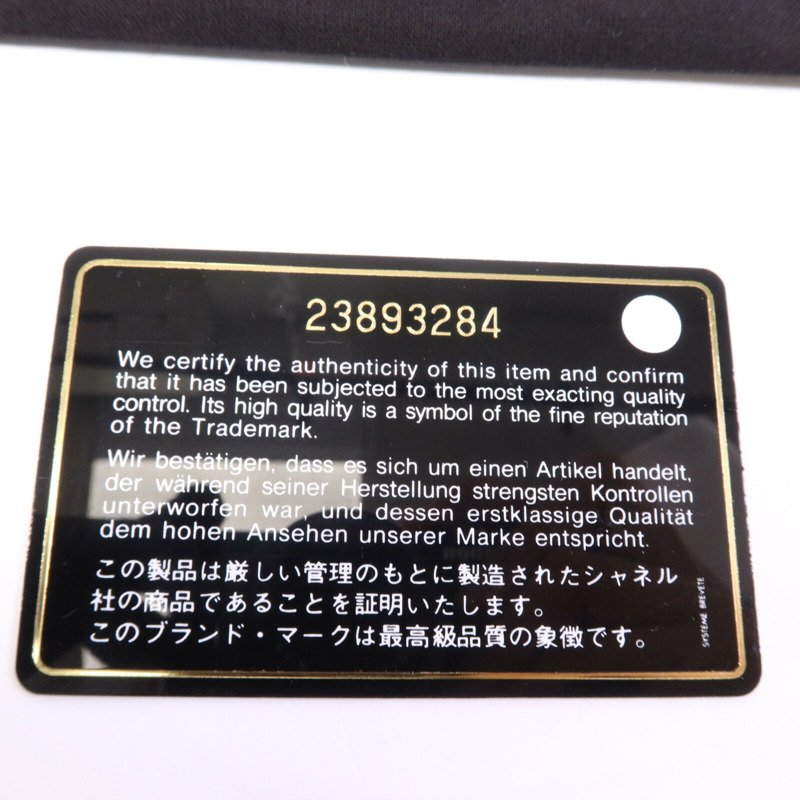 23893284
We certify the authenticity of this item and confirm
that it has been subjected to the most exacting quality
control. Its high quality is a symbol of the fine reputation
of the Trademark.
Wir bestätigen, dass es sich um einen Artikel handelt,
der während seiner Herstellung strengsten Kontrollen
unterworfen war, und dessen erstklassige Qualität
dem hohen Ansehen unserer Marke entspricht.
この製品は厳しい管理のもとに製造されたシャネル
社の商品であることを証明いたします。
このブランド・マークは最高級品質の象徴です。
SYSTEME BREVETE